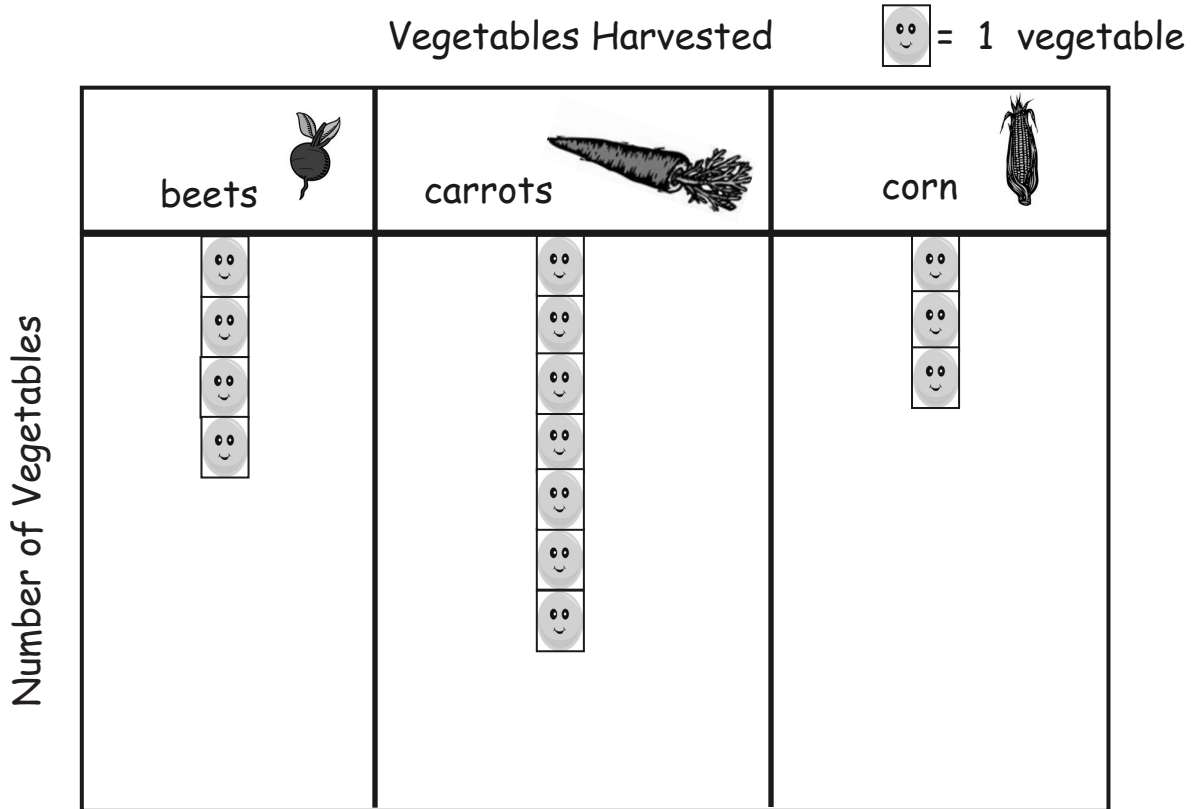 Vegetables Harvested
= 1 vegetable
beets
carrots
corn
Number of Vegetables